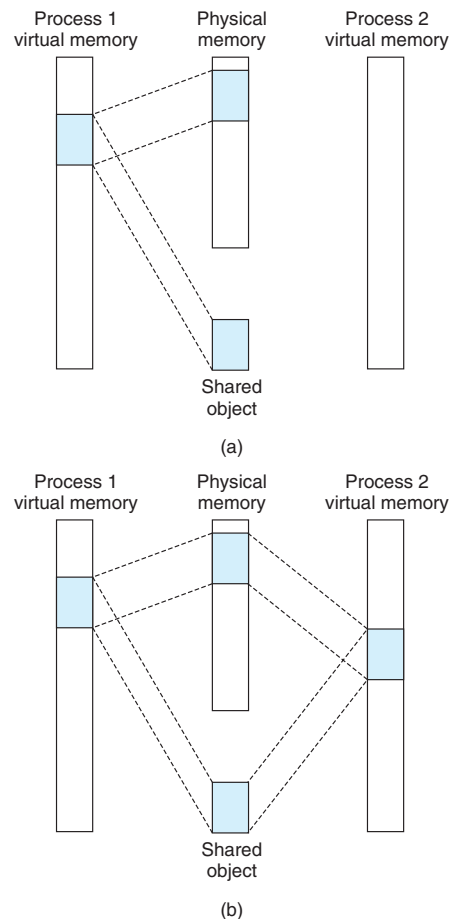 Process 1
virtual memory
Physical
memory
Process 2
virtual memory
Shared
object
(a)
Process 1
virtual memory
Physical
memory
Process 2
virtual memory
Shared
object
(b)